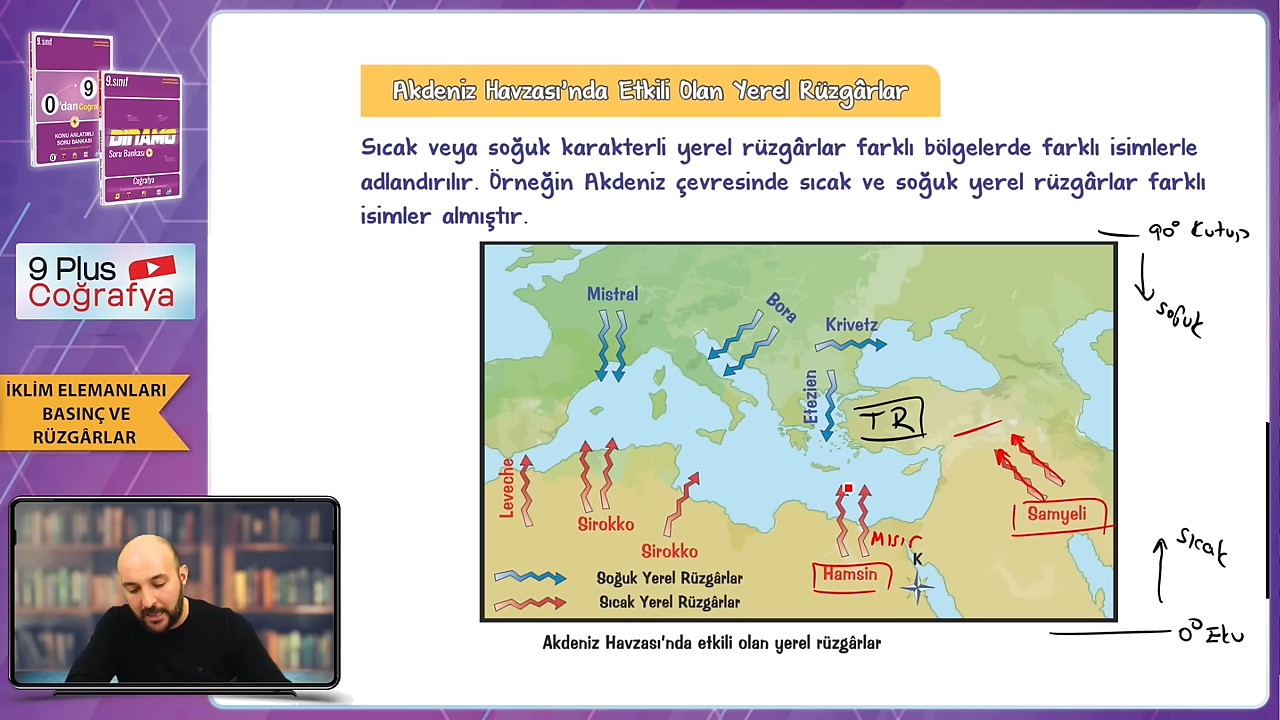 9.sınıf
0'dan 9
Coğrafya
KONU ANLATIMLI
SORU BANKASI
9.sınıf
DİNAMO
Soru Bankası
Coğrafya
9 Plus
Coğrafya
İKLİM ELEMANLARI
BASINÇ VE
RÜZGÂRLAR
Akdeniz Havzası'nda Etkili Olan Yerel Rüzgârlar
Sıcak veya soğuk karakterli yerel rüzgârlar farklı bölgelerde farklı isimlerle
adlandırılır. Örneğin Akdeniz çevresinde sıcak ve soğuk yerel rüzgârlar farklı
isimler almıştır.
90° Kutup
soğuk
Mistral
Bora
Krivetz
Etezien
TR
Leveche
Sirokko
Sirokko
Mısır
Hamsin
Samyeli
K
Soğuk Yerel Rüzgârlar
Sıcak Yerel Rüzgârlar
sıcak
0° Eku
Akdeniz Havzası'nda etkili olan yerel rüzgârlar